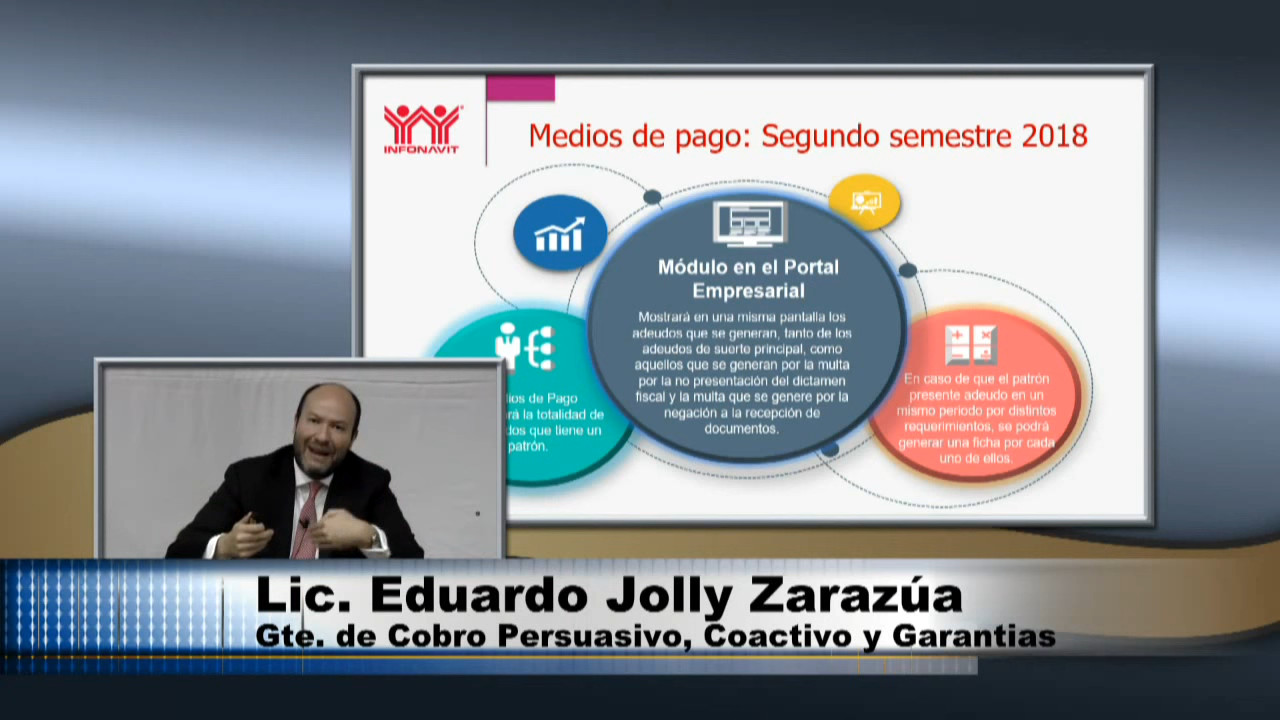 INFONAVIT
Medios de pago: Segundo semestre 2018
Módulo en el Portal
Empresarial
Mostrará en una misma pantalla los
adeudos que se generan, tanto de los
adeudos de suerte principal, como
aquellos que se generan por la multa
por la no presentación del dictamen
fiscal y la multa que se genere por la
negación a la recepción de
documentos.
de Pago
la totalidad de
que tiene un
patrón.
En caso de que el patrón
presente adeudo en un
mismo periodo por distintos
requerimientos, se podrá
generar una ficha por cada
uno de ellos.
Lic. Eduardo Jolly Zarazúa
Gte. de Cobro Persuasivo, Coactivo y Garantias